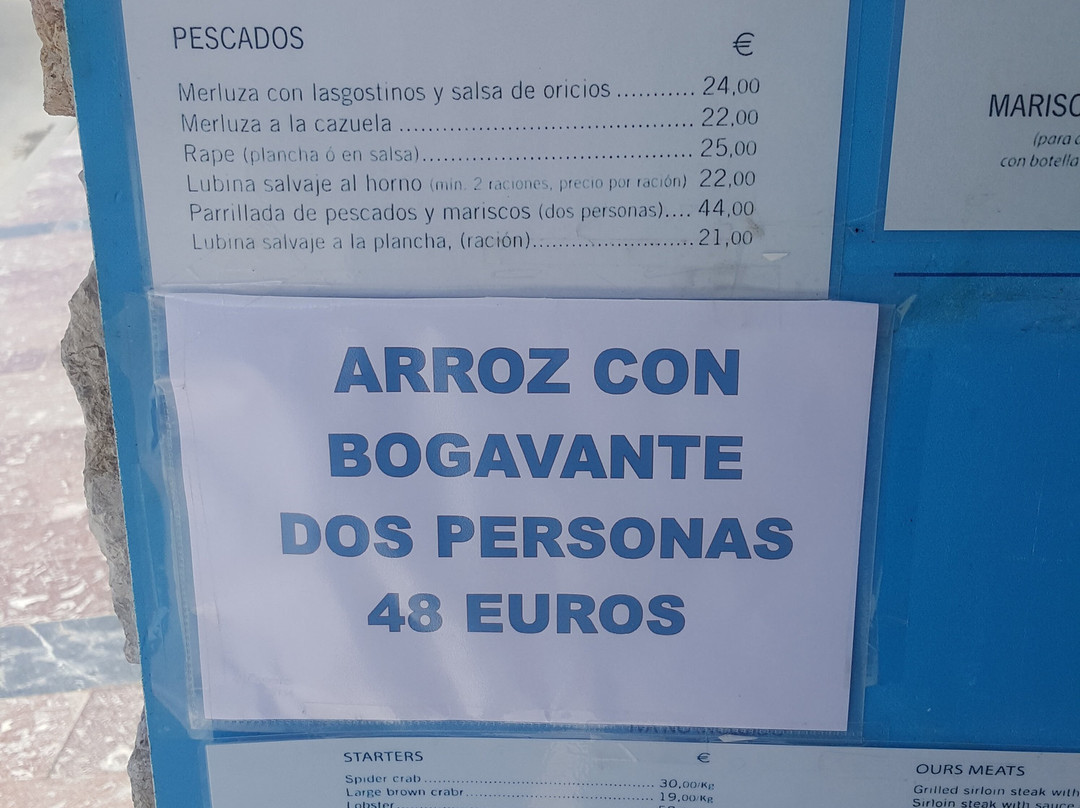 PESCADOS €
Merluza con lasgostinos y salsa de oricios ........... 24,00
Merluza a la cazuela .......................................... 22,00
Rape (plancha ó en salsa)....................................... 25,00
Lubina salvaje al horno (mín. 2 raciones, precio por ración) 22,00
Parrillada de pescados y mariscos (dos personas).... 44,00
Lubina salvaje a la plancha, (ración)....................... 21,00
MARISC
(para
con botella
ARROZ CON
BOGAVANTE
DOS PERSONAS
48 EUROS
STARTERS €
Spider crab.......................................... 30,00/Kg
Large brown crabr................................. 19,00/Kg
Lobster
OURS MEATS
Grilled sirloin steak with
Sirloin steak with sauce